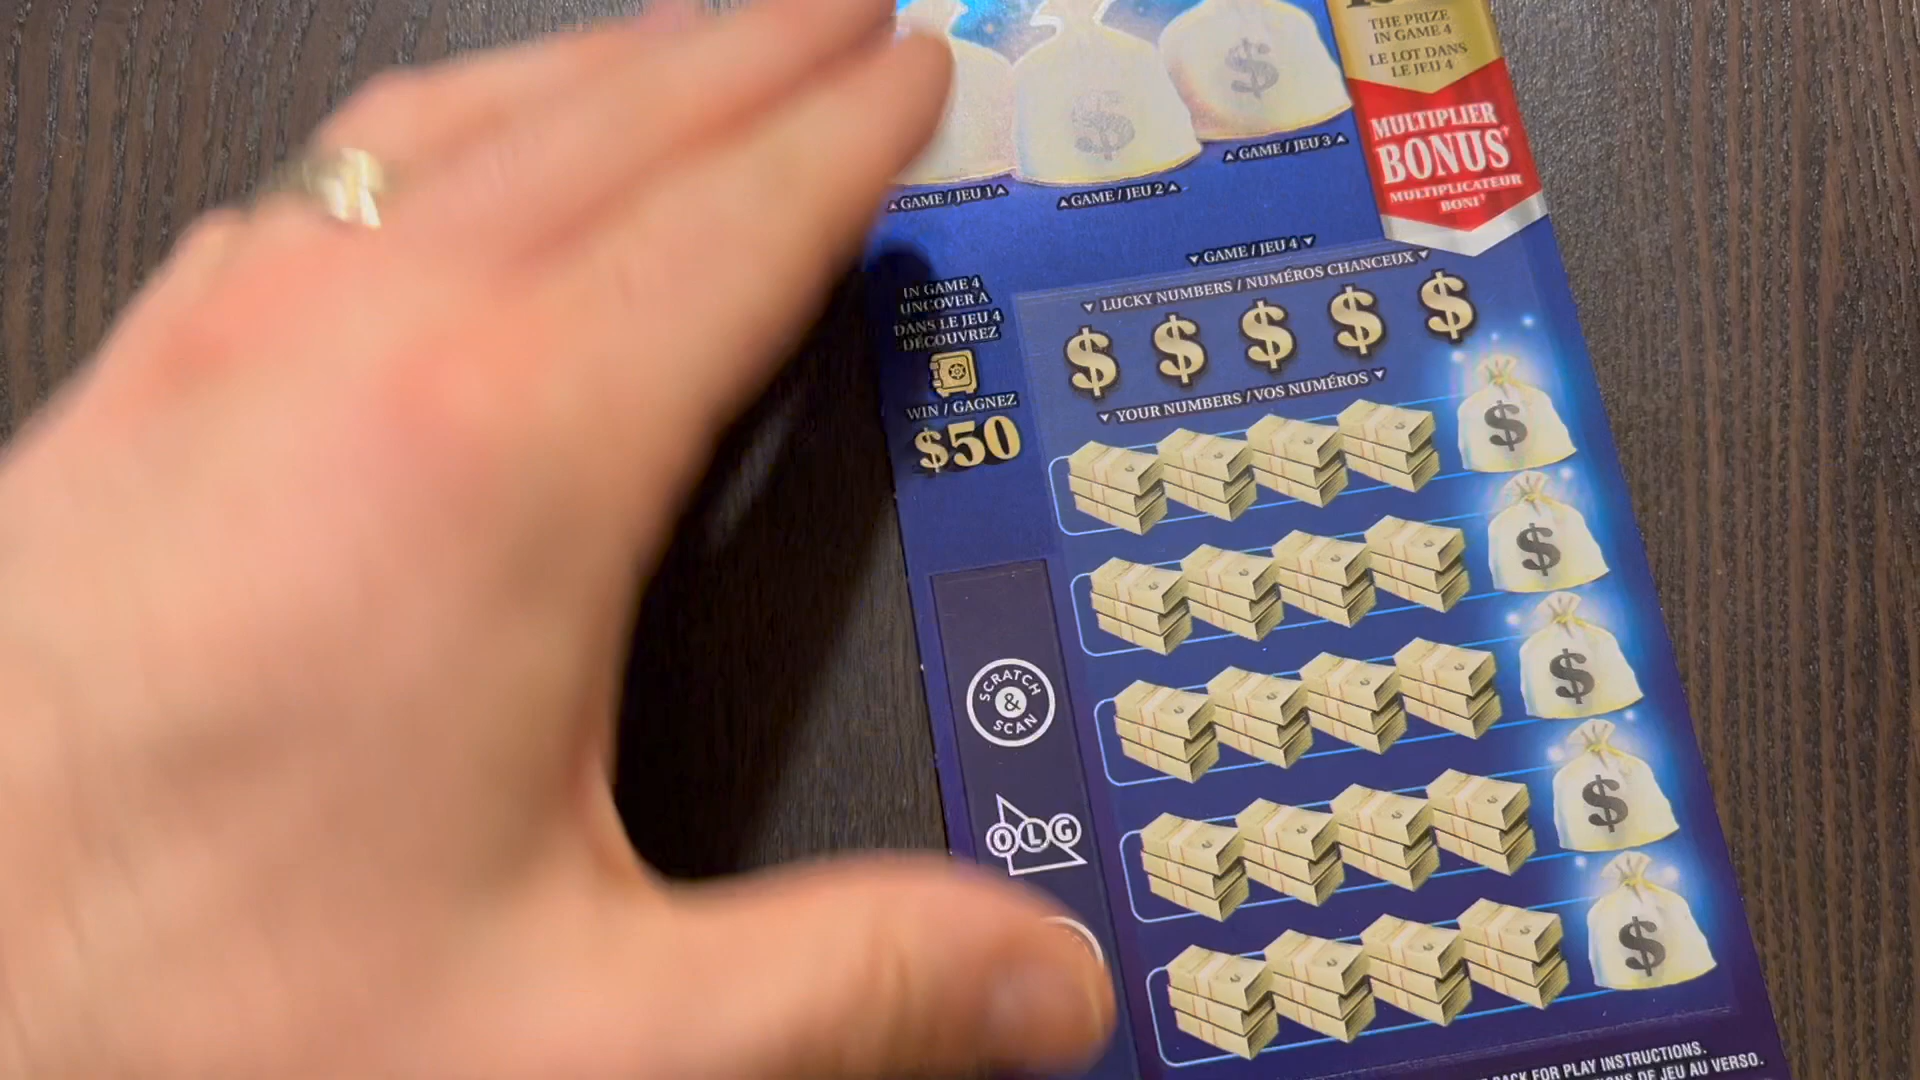 THE PRIZE
IN GAME 4
LE LOT DANS
LE JEU 4
MULTIPLIER
BONUS†
MULTIPLICATEUR
BONI†
▲ GAME / JEU 1 ▲
▲ GAME / JEU 2 ▲
▲ GAME / JEU 3 ▲
▼ GAME / JEU 4 ▼
▼ LUCKY NUMBERS / NUMÉROS CHANCEUX ▼
$ $ $ $ $
▼ YOUR NUMBERS / VOS NUMÉROS ▼
IN GAME 4
UNCOVER A
DANS LE JEU 4
DÉCOUVREZ
WIN / GAGNEZ
$50
$
$
$
$
$
$
$
SCRATCH
&
SCAN
OLG
FOR PLAY INSTRUCTIONS.
DE JEU AU VERSO.